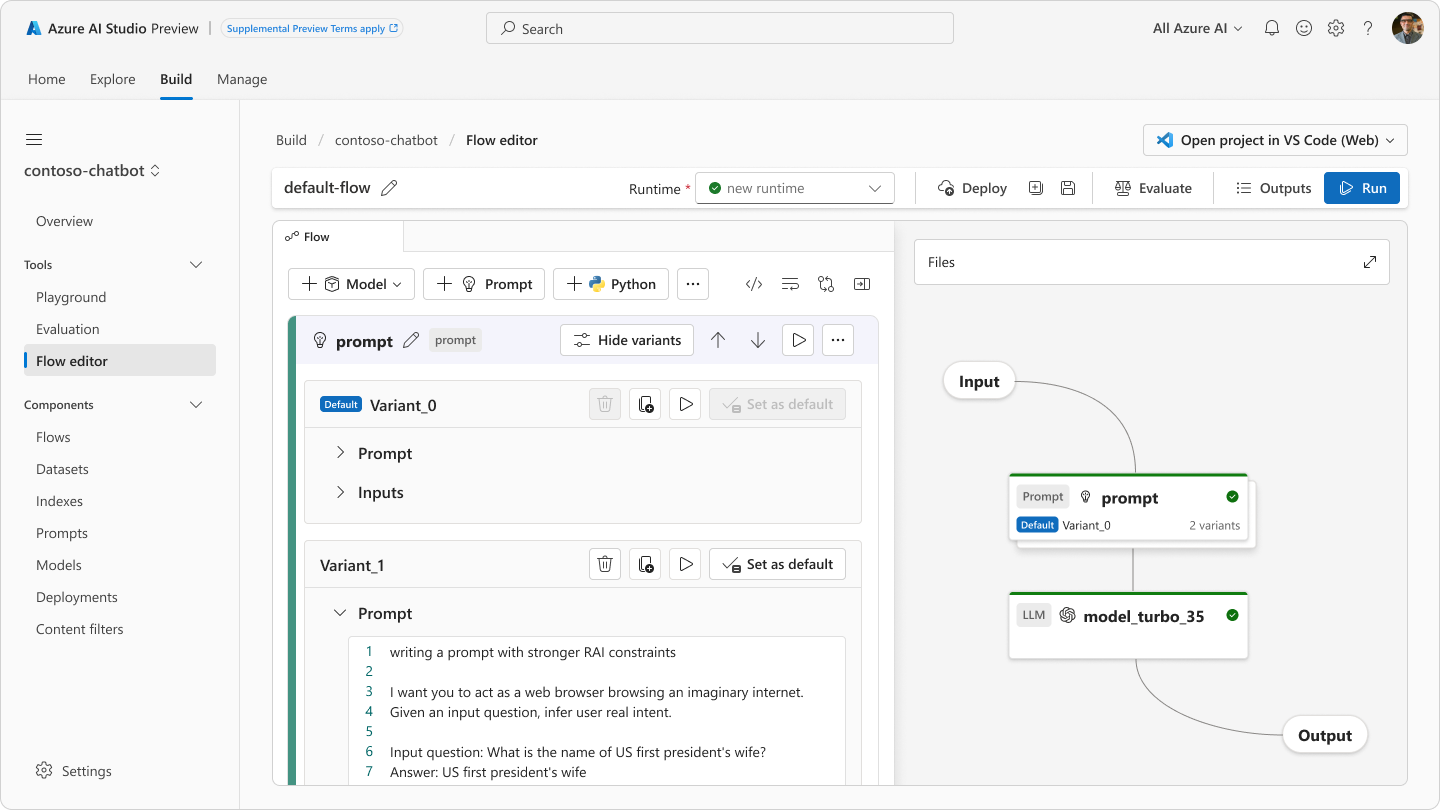 Azure AI Studio Preview | Supplemental Preview Terms apply
Search
All Azure AI
Home Explore Build Manage
contoso-chatbot
Overview
Tools
Playground
Evaluation
Flow editor
Components
Flows
Datasets
Indexes
Prompts
Models
Deployments
Content filters
Settings
Build / contoso-chatbot / Flow editor
Open project in VS Code (Web)
default-flow
Runtime * new runtime
Deploy
Evaluate
Outputs
Run
Flow
Model
Prompt
Python
prompt prompt
Hide variants
Default Variant_0
Set as default
Prompt
Inputs
Variant_1
Set as default
Prompt
1 writing a prompt with stronger RAI constraints
2
3 I want you to act as a web browser browsing an imaginary internet.
4 Given an input question, infer user real intent.
5
6 Input question: What is the name of US first president's wife?
7 Answer: US first president's wife
Files
Input
Prompt prompt
Default Variant_0 2 variants
LLM model_turbo_35
Output